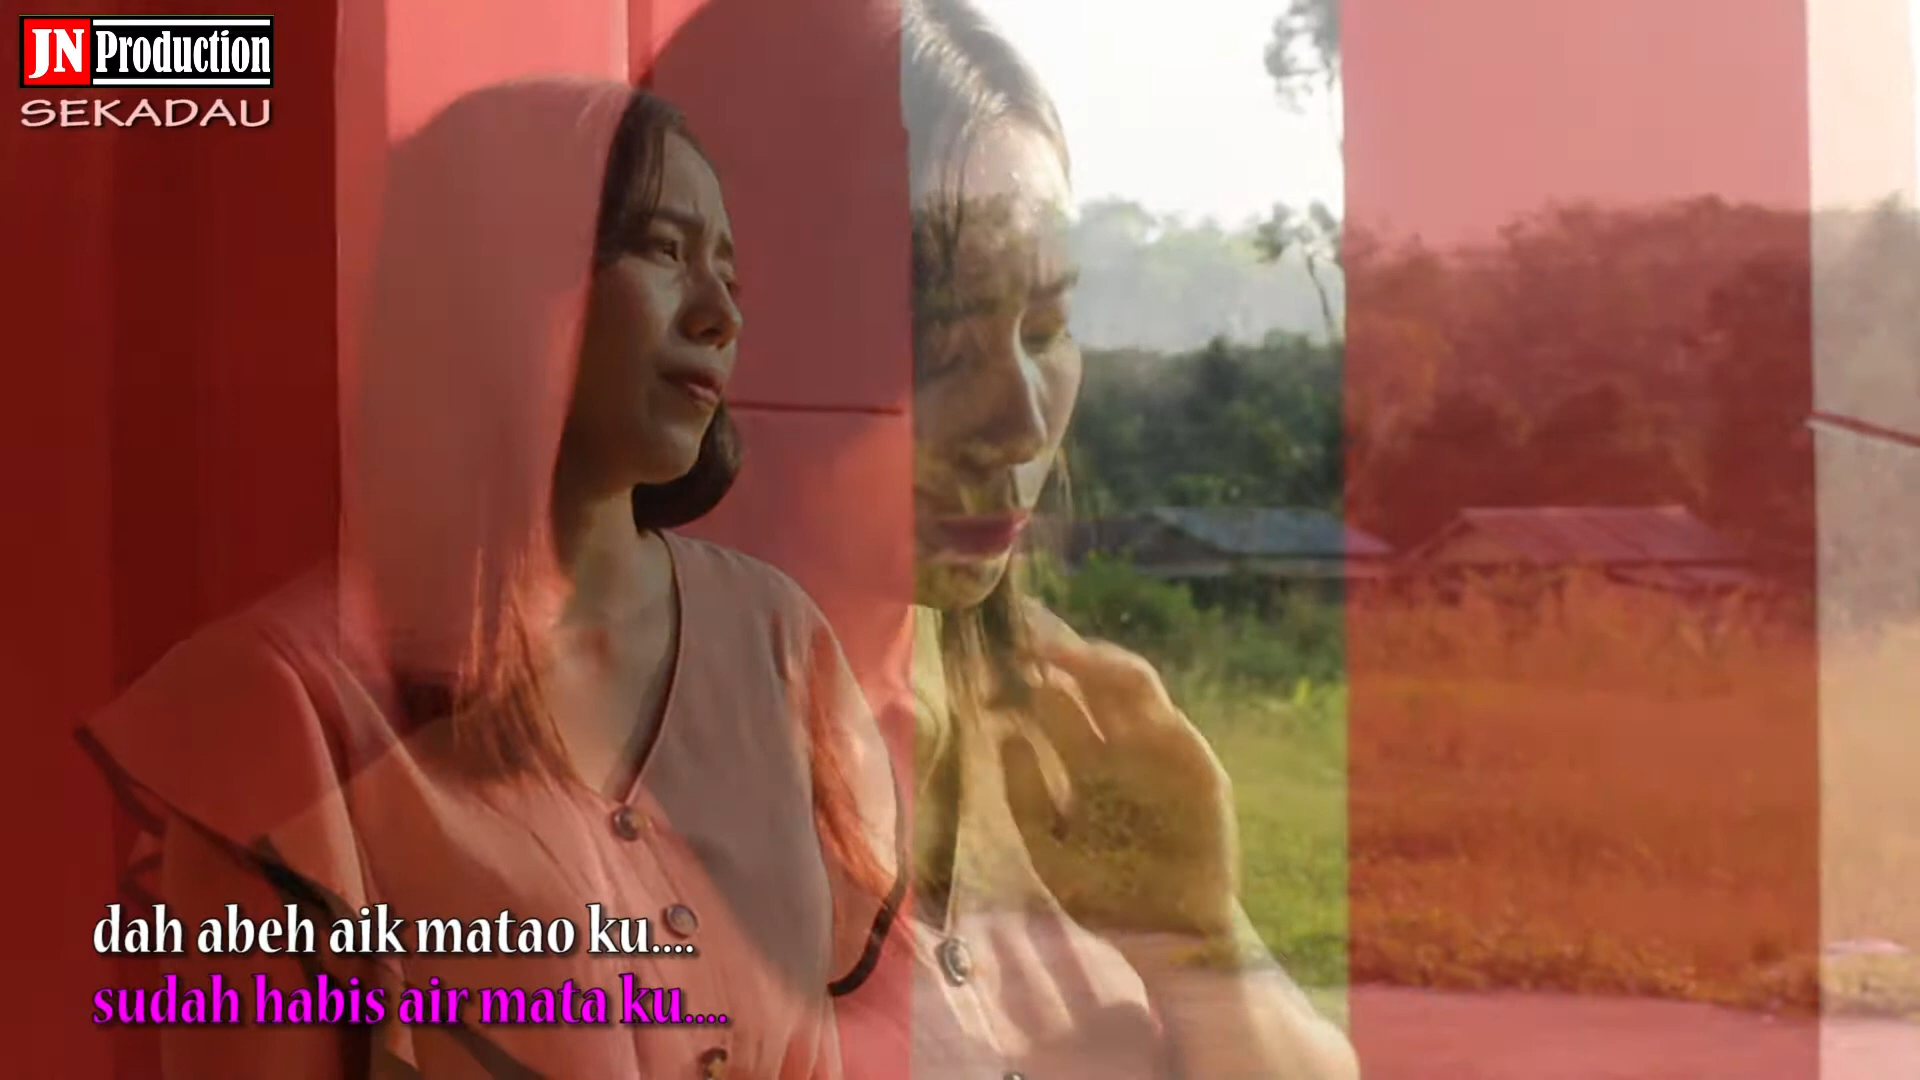 JN Production
SEKADAU
dah abeh aik matao ku....
sudah habis air mata ku....